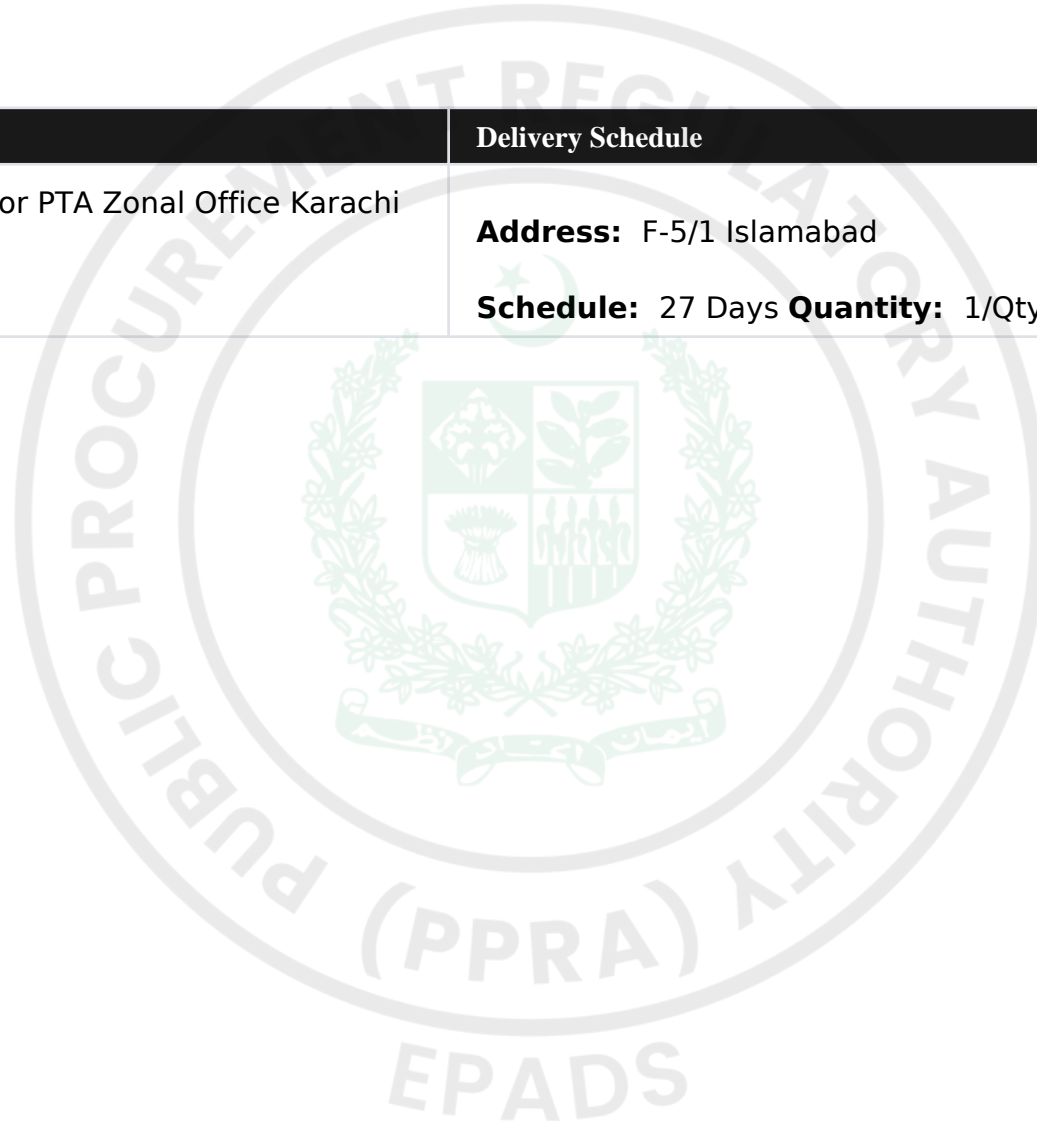 Delivery Schedule
or PTA Zonal Office Karachi
Address: F-5/1 Islamabad
Schedule: 27 Days Quantity: 1/Qty
PUBLIC PROCUREMENT REGULATORY AUTHORITY
(PPRA)
EPADS